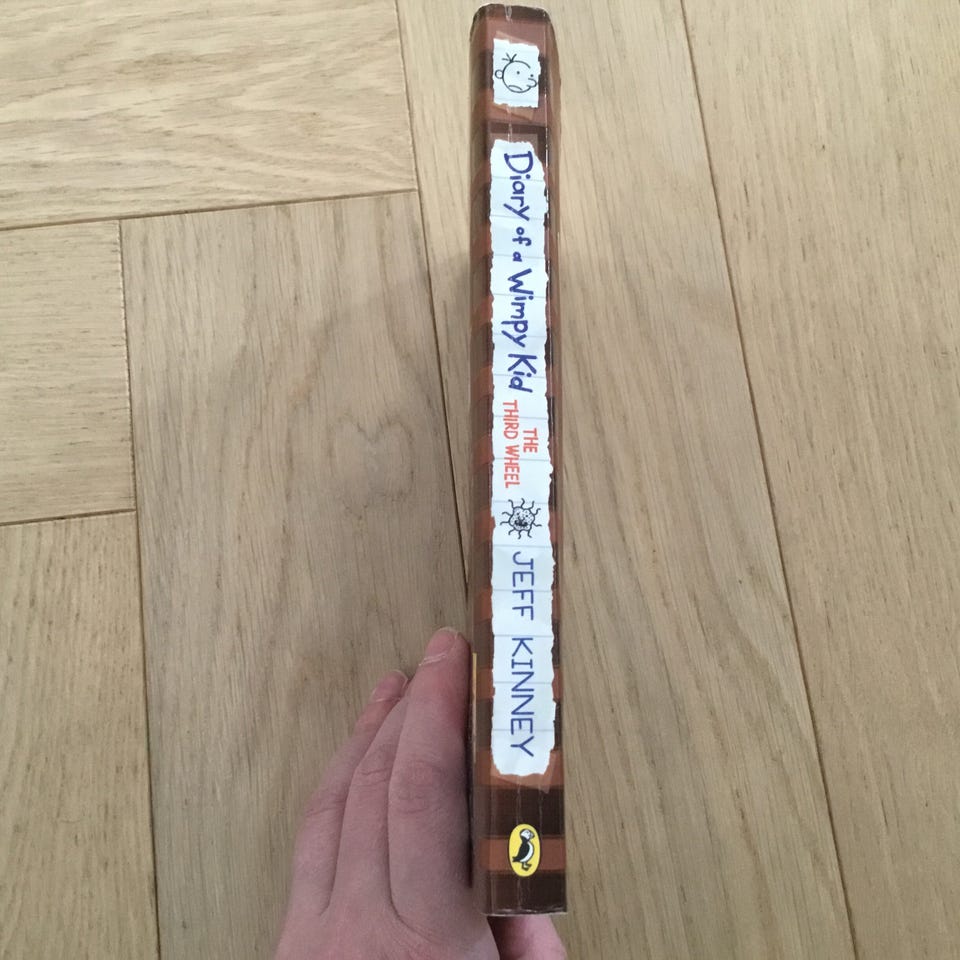 Diary of a Wimpy Kid
THE
THIRD WHEEL
JEFF KINNEY